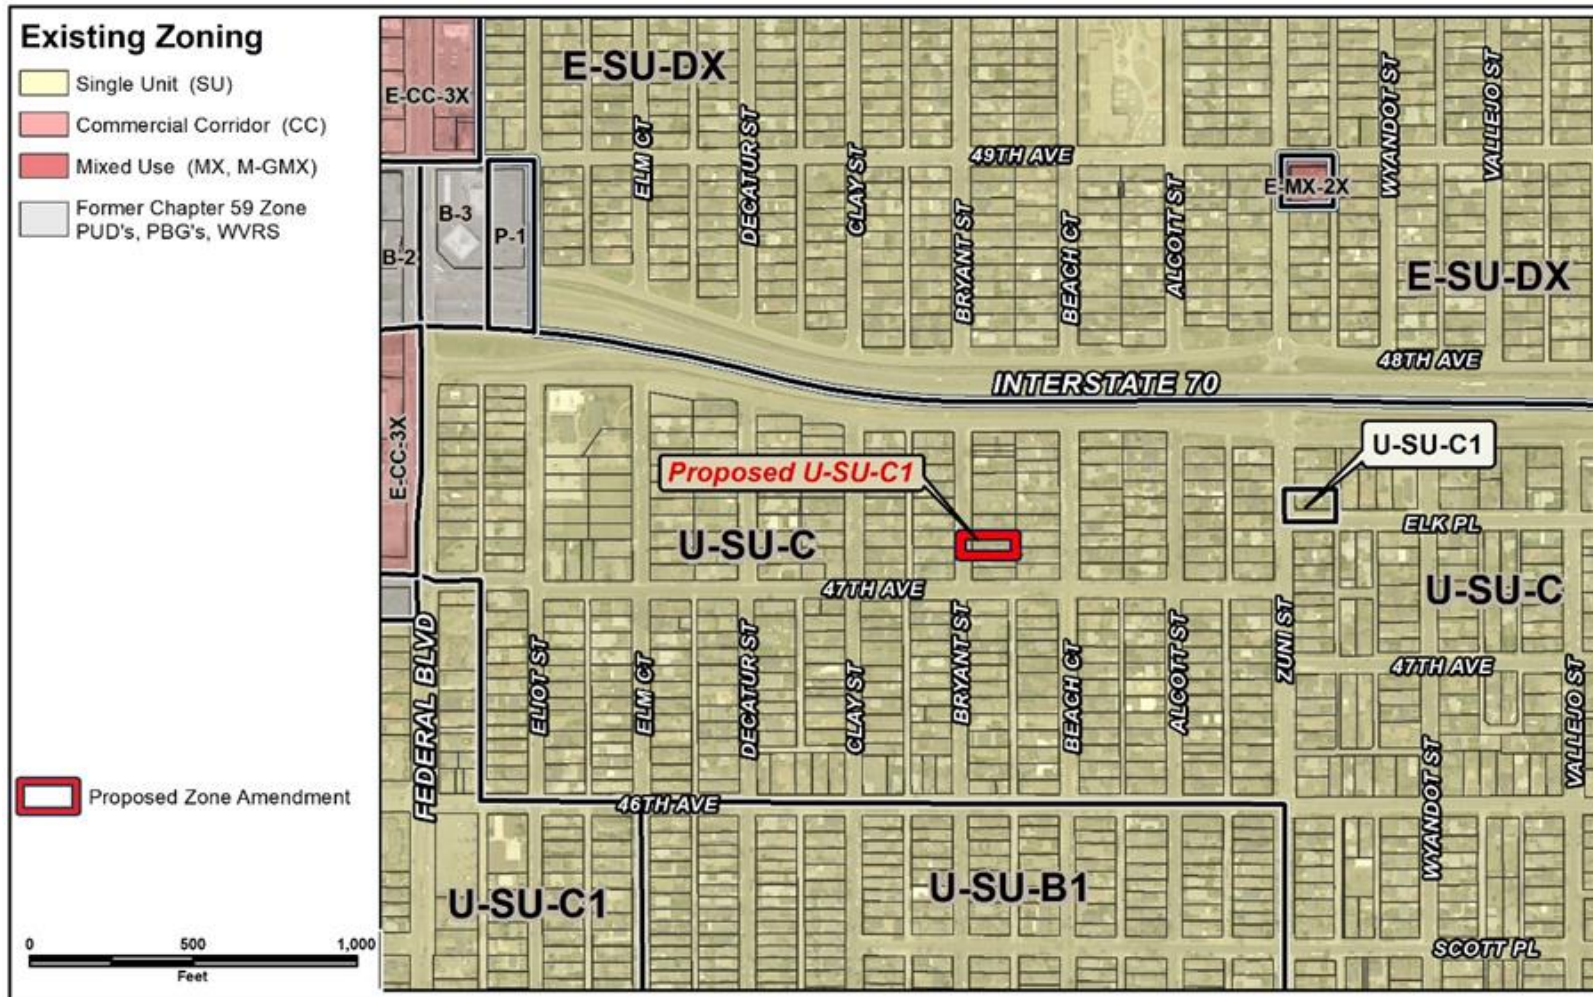 Existing Zoning
Single Unit (SU)
Commercial Corridor (CC)
Mixed Use (MX, M-GMX)
Former Chapter 59 Zone
PUD's, PBG's, WVRS
Proposed Zone Amendment
0 500 1,000
Feet
E-SU-DX
E-CC-3X
ELM CT
DECATUR ST
CLAY ST
49TH AVE
BRYANT ST
BEACH CT
ALCOTT ST
E-MX-2X
WYANDOT ST
VALLEJO ST
B-2
B-3
P-1
E-SU-DX
48TH AVE
INTERSTATE 70
E-CC-3X
Proposed U-SU-C1
U-SU-C1
U-SU-C
ELK PL
U-SU-C
47TH AVE
47TH AVE
FEDERAL BLVD
ELIOT ST
ELM CT
DECATUR ST
CLAY ST
BRYANT ST
BEACH CT
ALCOTT ST
ZUNI ST
WYANDOT ST
VALLEJO ST
46TH AVE
U-SU-C1
U-SU-B1
SCOTT PL